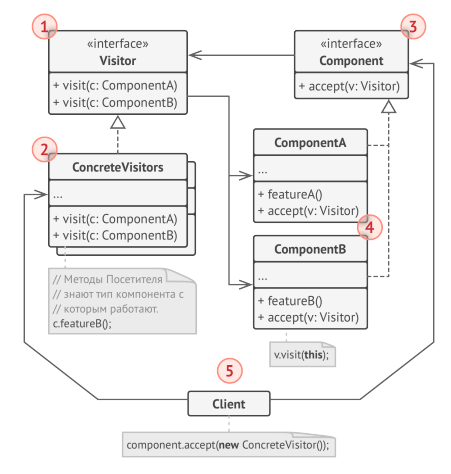 1
«interface»
Visitor
+ visit(c: ComponentA)
+ visit(c: ComponentB)
3
«interface»
Component
+ accept(v: Visitor)
2
ConcreteVisitors
...
+ visit(c: ComponentA)
+ visit(c: ComponentB)
// Методы Посетителя
// знают тип компонента с
// которым работают.
c.featureB();
ComponentA
...
+ featureA()
+ accept(v: Visitor)
4
ComponentB
...
+ featureB()
+ accept(v: Visitor)
v.visit(this);
5
Client
component.accept(new ConcreteVisitor());